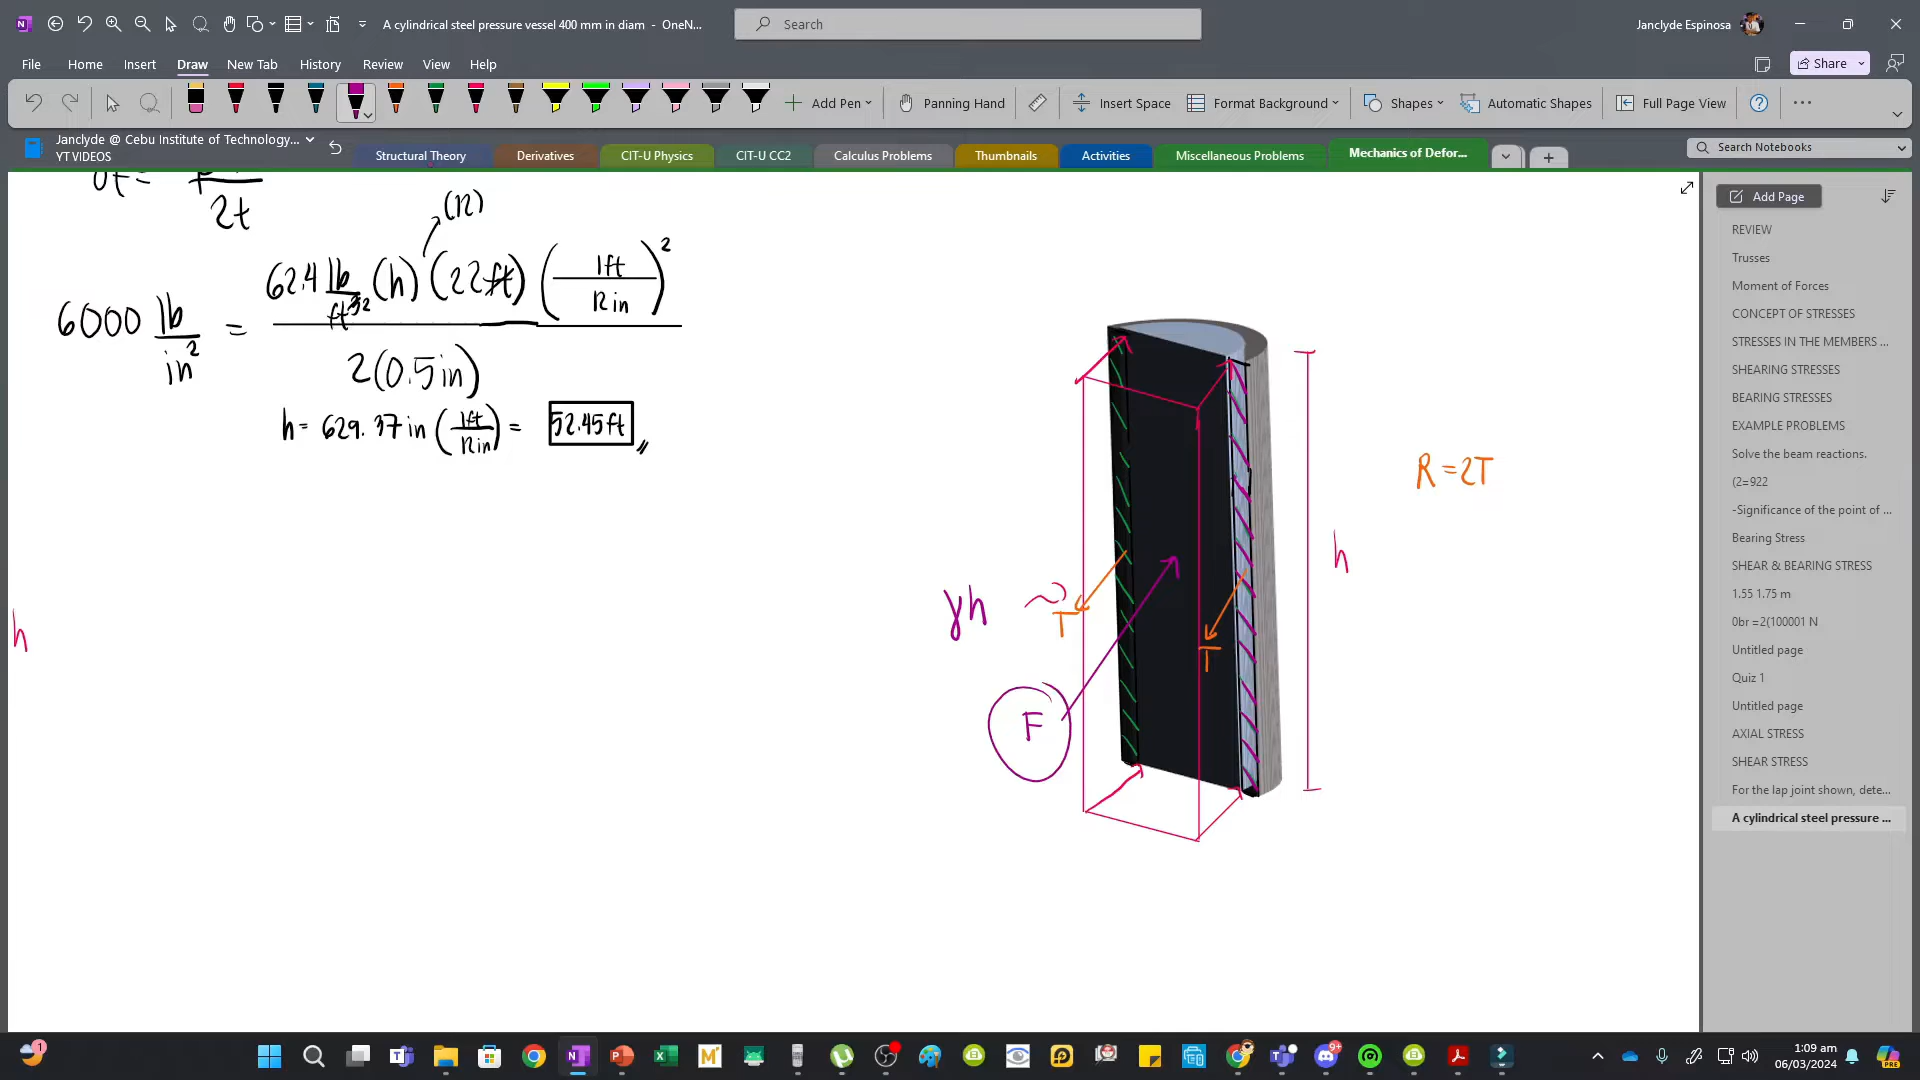 A cylindrical steel pressure vessel 400 mm in diam - OneN...
Search
Janclyde Espinosa
File Home Insert Draw New Tab History Review View Help
Share
Add Pen
Panning Hand
Insert Space
Format Background
Shapes
Automatic Shapes
Full Page View
Janclyde @ Cebu Institute of Technology...
YT VIDEOS
Structural Theory
Derivatives
CIT-U Physics
CIT-U CC2
Calculus Problems
Thumbnails
Activities
Miscellaneous Problems
Mechanics of Defor...
Search Notebooks
Add Page
REVIEW
Trusses
Moment of Forces
CONCEPT OF STRESSES
STRESSES IN THE MEMBERS ...
SHEARING STRESSES
BEARING STRESSES
EXAMPLE PROBLEMS
Solve the beam reactions.
(2=922
-Significance of the point of ...
Bearing Stress
SHEAR & BEARING STRESS
1.55 1.75 m
0br =2(100001 N
Untitled page
Quiz 1
Untitled page
AXIAL STRESS
SHEAR STRESS
For the lap joint shown, dete...
A cylindrical steel pressure ...
2t
(12)
6000 lb/in² = 62.4 lb/ft³² (h) (22ft) (1ft/12in)² / 2(0.5in)
h = 629.37 in (1ft/12in) = 52.45ft
h
R = 2T
h
γh
T
T
F
1:09 am
06/03/2024